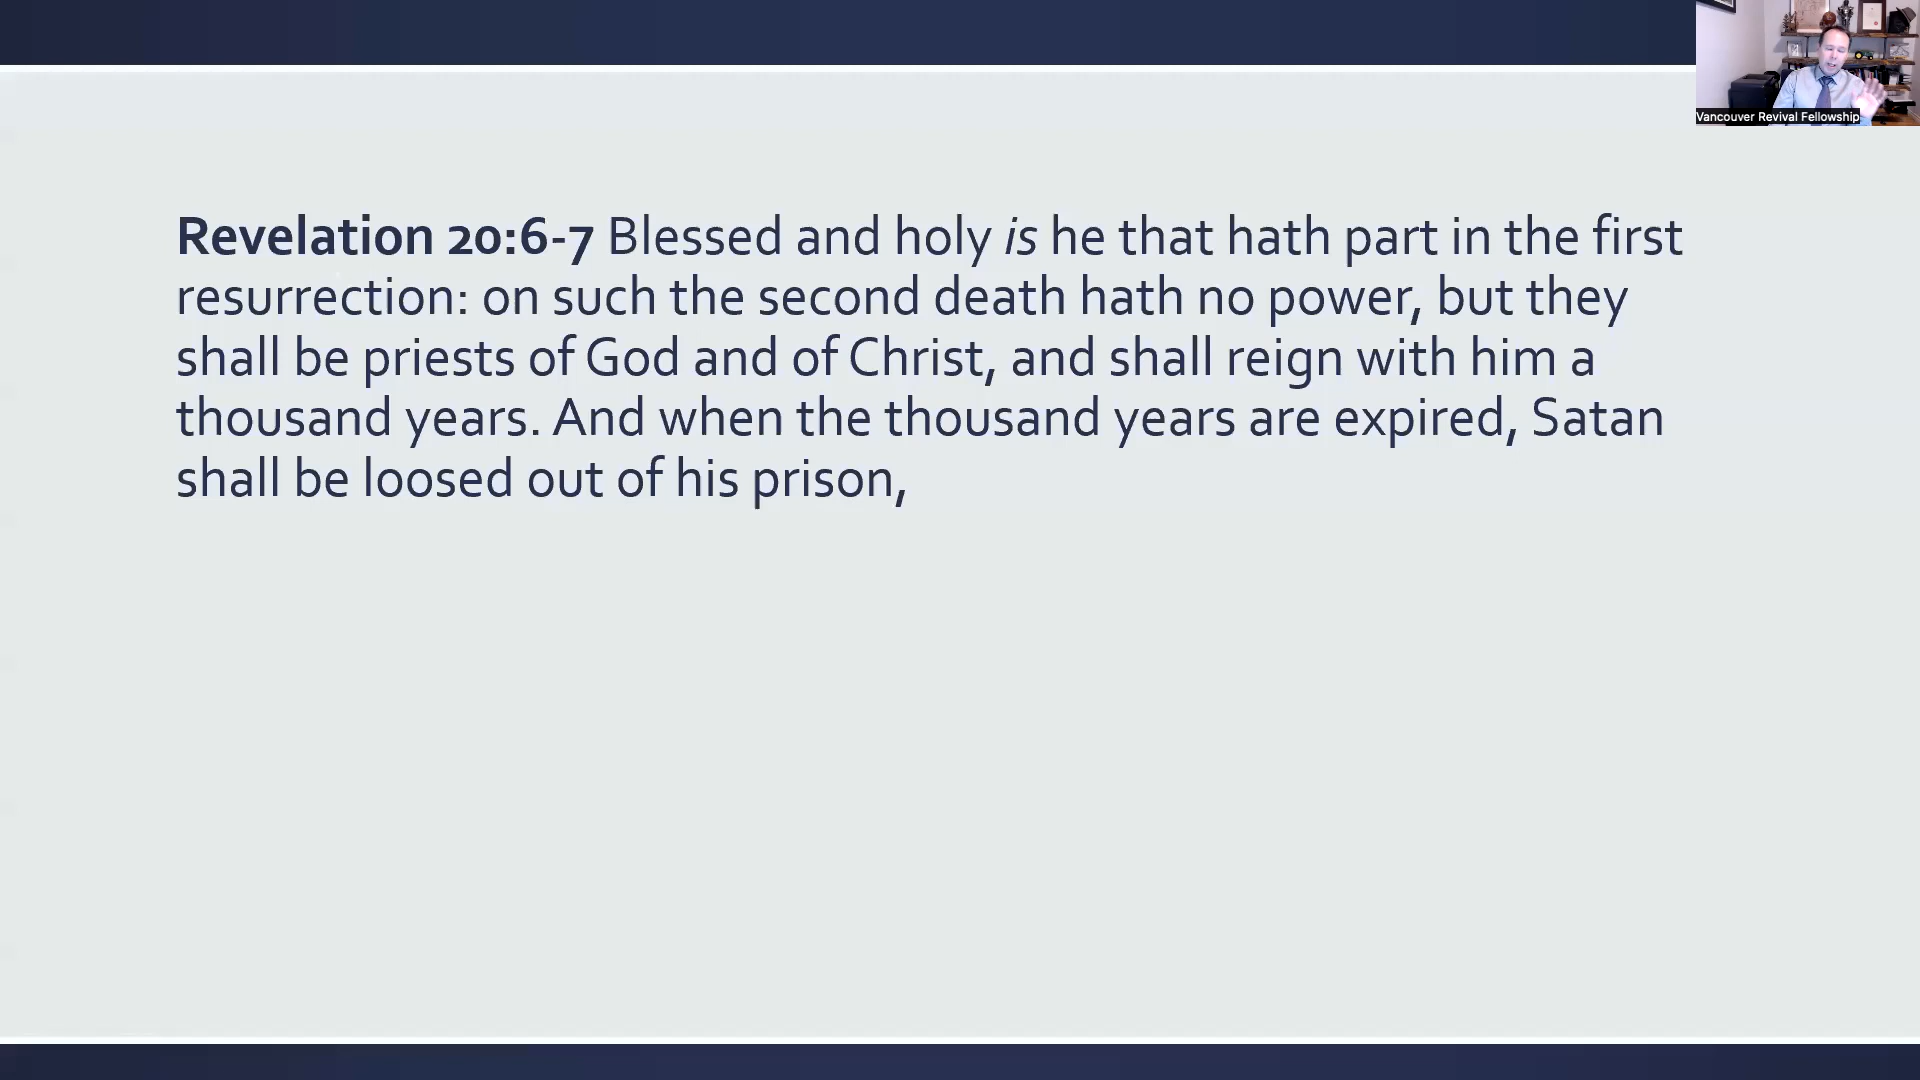 Vancouver Revival Fellowship
Revelation 20:6-7 Blessed and holy is he that hath part in the first
resurrection: on such the second death hath no power, but they
shall be priests of God and of Christ, and shall reign with him a
thousand years. And when the thousand years are expired, Satan
shall be loosed out of his prison,